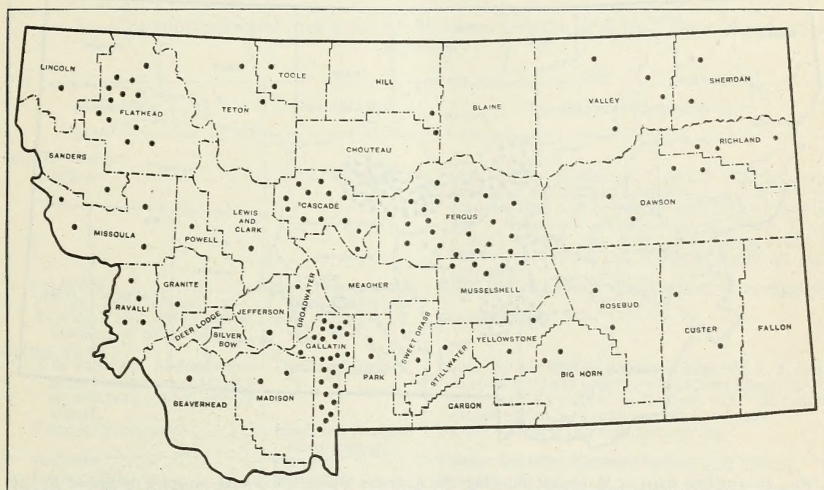 LINCOLN
FLATHEAD
TETON
TOOLE
HILL
BLAINE
VALLEY
SHERIDAN
SANDERS
CHOUTEAU
RICHLAND
MISSOULA
POWELL
LEWIS
AND
CLARK
CASCADE
FERGUS
DAWSON
RAVALLI
GRANITE
DEER LODGE
SILVER
BOW
JEFFERSON
BROADWATER
MEAGHER
MUSSELSHELL
ROSEBUD
CUSTER
FALLON
BEAVERHEAD
MADISON
GALLATIN
PARK
SWEET GRASS
STILLWATER
YELLOWSTONE
CARBON
BIG HORN